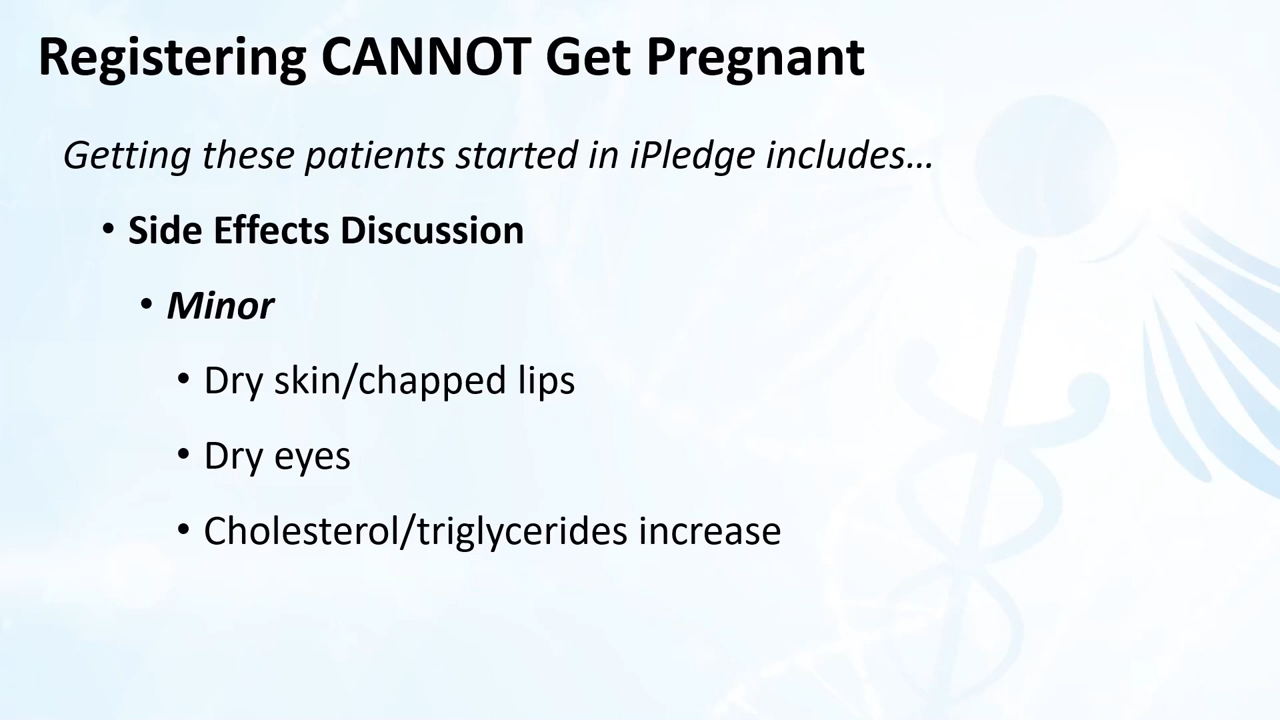 Registering CANNOT Get Pregnant
Getting these patients started in iPledge includes…
• Side Effects Discussion
• Minor
• Dry skin/chapped lips
• Dry eyes
• Cholesterol/triglycerides increase